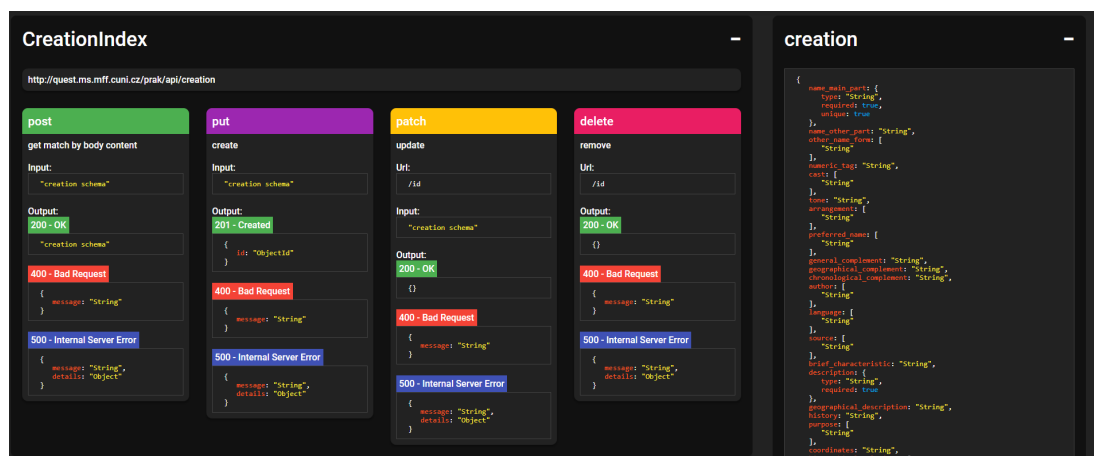 CreationIndex
http://quest.ms.mff.cuni.cz/prak/api/creation
post
get match by body content
Input:
"creation schema"
Output:
200 - OK
"creation schema"
400 - Bad Request
{
message: "String"
}
500 - Internal Server Error
{
message: "String",
details: "Object"
}
put
create
Input:
"creation schema"
Output:
201 - Created
{
id: "ObjectId"
}
400 - Bad Request
{
message: "String"
}
500 - Internal Server Error
{
message: "String",
details: "Object"
}
patch
update
Url:
/id
Input:
"creation schema"
Output:
200 - OK
{}
400 - Bad Request
{
message: "String"
}
500 - Internal Server Error
{
message: "String",
details: "Object"
}
delete
remove
Url:
/id
Output:
200 - OK
{}
400 - Bad Request
{
message: "String"
}
500 - Internal Server Error
{
message: "String",
details: "Object"
}
creation
{
name_main_part: {
type: "String",
required: true,
unique: true
},
name_other_part: "String",
other_name_form: [
"String"
],
numeric_tag: "String",
cast: [
"String"
],
tone: "String",
arrangement: [
"String"
],
preferred_name: [
"String"
],
general_complement: "String",
geographical_complement: "String",
chronological_complement: "String",
author: [
"String"
],
language: [
"String"
],
source: [
"String"
],
brief_characteristic: "String",
description: {
type: "String",
required: true
},
geographical_description: "String",
history: "String",
purpose: [
"String"
],
coordinates: "String",